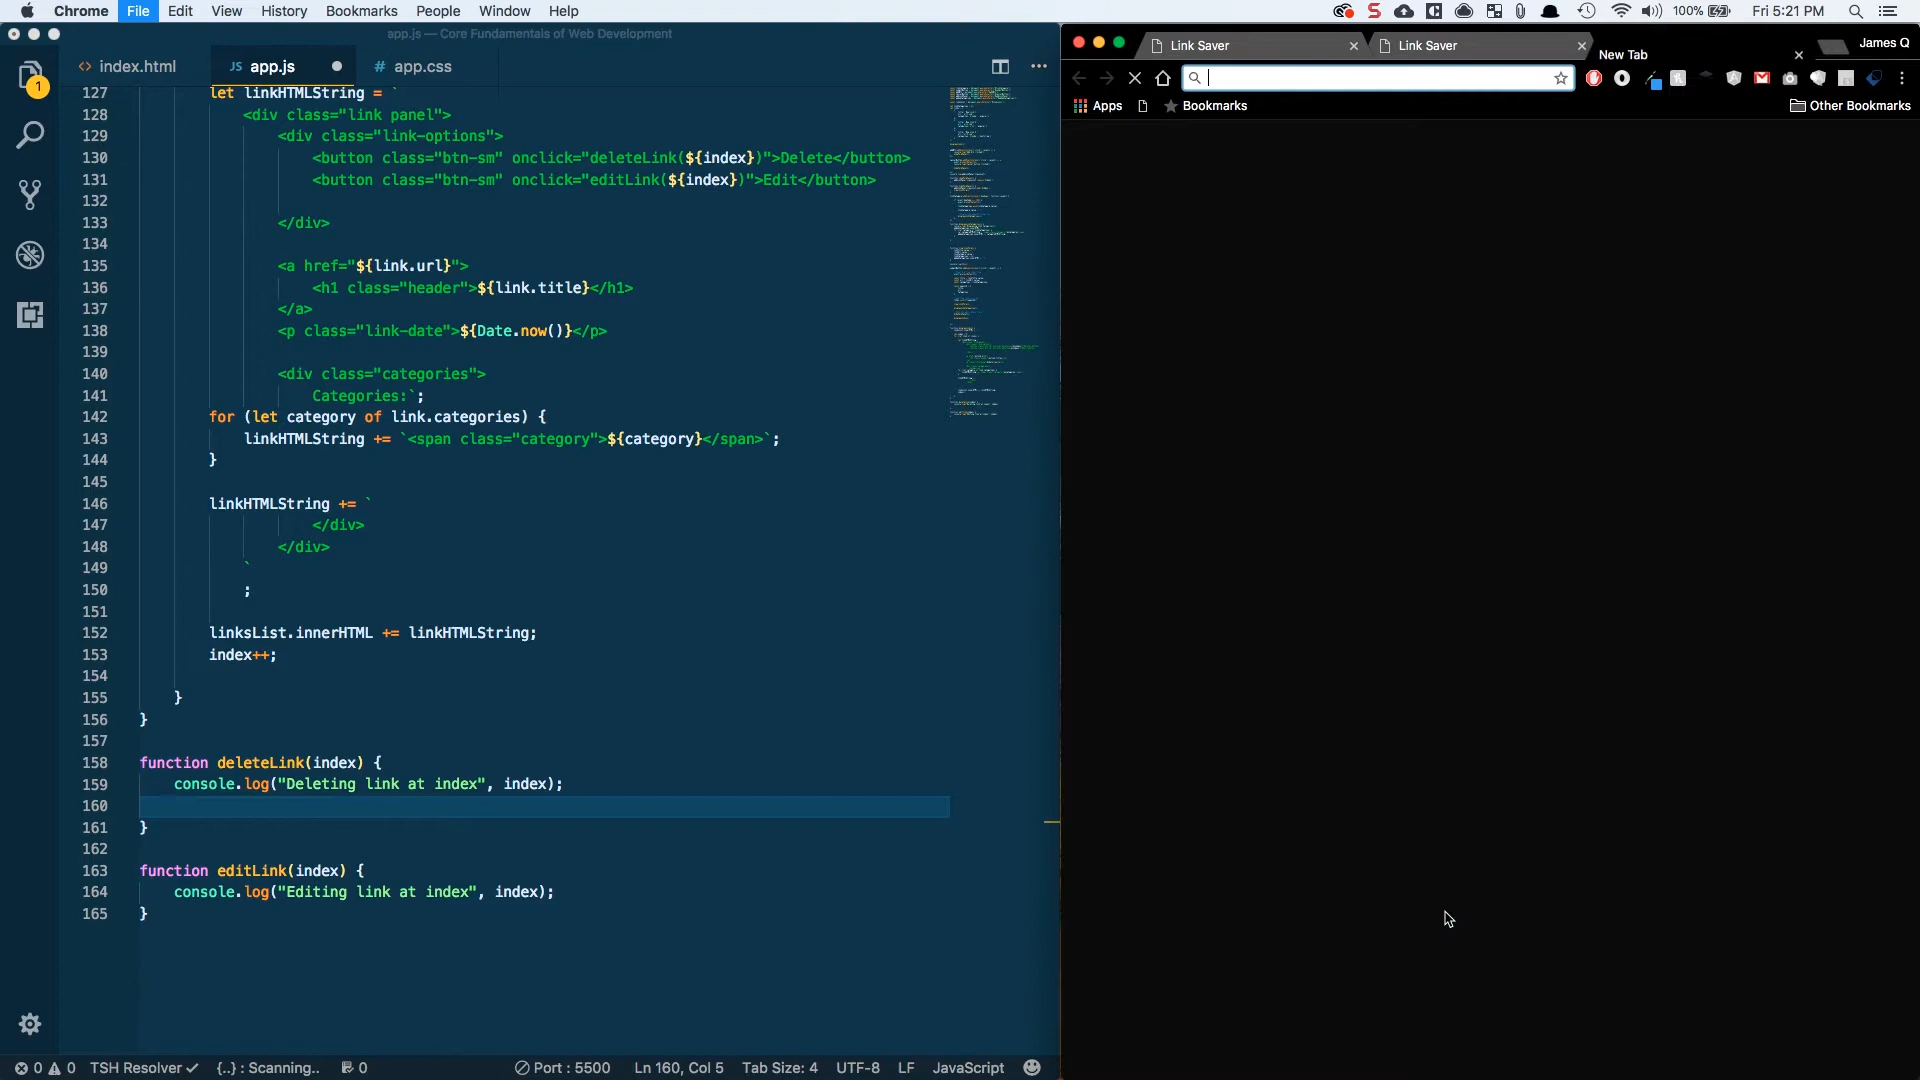 Chrome File Edit View History Bookmarks People Window Help 100% Fri 5:21 PM
app.js — Core Fundamentals of Web Development
index.html JS app.js # app.css
1
127 let linkHTMLString = `
128 <div class="link panel">
129 <div class="link-options">
130 <button class="btn-sm" onclick="deleteLink(${index})">Delete</button>
131 <button class="btn-sm" onclick="editLink(${index})">Edit</button>
132
133 </div>
134
135 <a href="${link.url}">
136 <h1 class="header">${link.title}</h1>
137 </a>
138 <p class="link-date">${Date.now()}</p>
139
140 <div class="categories">
141 Categories:`;
142 for (let category of link.categories) {
143 linkHTMLString += `<span class="category">${category}</span>`;
144 }
145
146 linkHTMLString += `
147 </div>
148 </div>
149 `
150 ;
151
152 linksList.innerHTML += linkHTMLString;
153 index++;
154
155 }
156 }
157
158 function deleteLink(index) {
159 console.log("Deleting link at index", index);
160
161 }
162
163 function editLink(index) {
164 console.log("Editing link at index", index);
165 }
0 0 TSH Resolver {..} : Scanning.. 0 Port : 5500 Ln 160, Col 5 Tab Size: 4 UTF-8 LF JavaScript
Link Saver Link Saver New Tab James Q
Apps Bookmarks Other Bookmarks